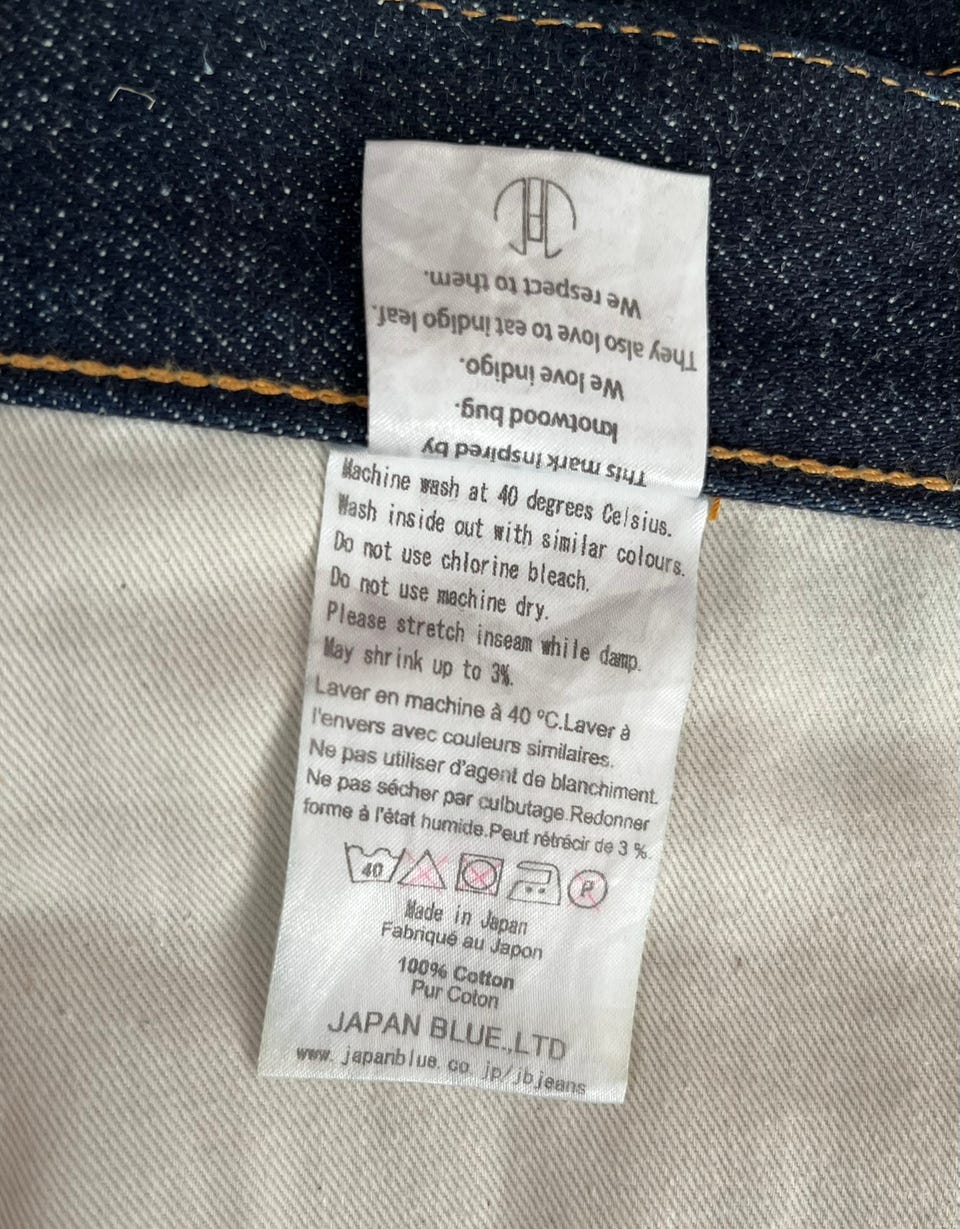 This mark inspired by
knotwood bug.
We love indigo.
They also love to eat indigo leaf.
We respect to them.
Machine wash at 40 degrees Celsius.
Wash inside out with similar colours.
Do not use chlorine bleach.
Do not use machine dry.
Please stretch inseam while damp.
May shrink up to 3%.
Laver en machine à 40 ºC.Laver à
l'envers avec couleurs similaires.
Ne pas utiliser d'agent de blanchiment.
Ne pas sécher par culbutage.Redonner
forme à l'état humide.Peut rétrécir de 3 %.
40 P
Made in Japan
Fabriqué au Japon
100% Cotton
Pur Coton
JAPAN BLUE.,LTD
www.japanblue.co.jp/jbjeans